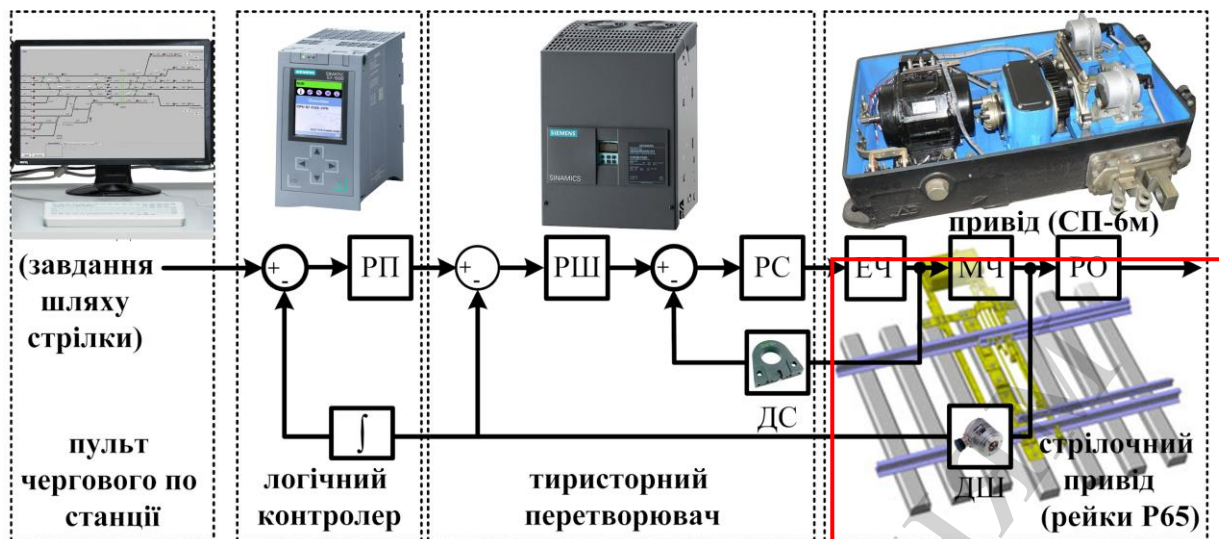 SIEMENS
SIEMENS
SINAMICS
привід (СП-6м)
(завдання
шляху
стрілки)
+
-
РП
+
-
РШ
+
-
РС
ЕЧ
МЧ
РО
ДС
∫
ДШ
пульт
чергового по
станції
логічний
контролер
тиристорний
перетворювач
стрілочний
привід
(рейки Р65)